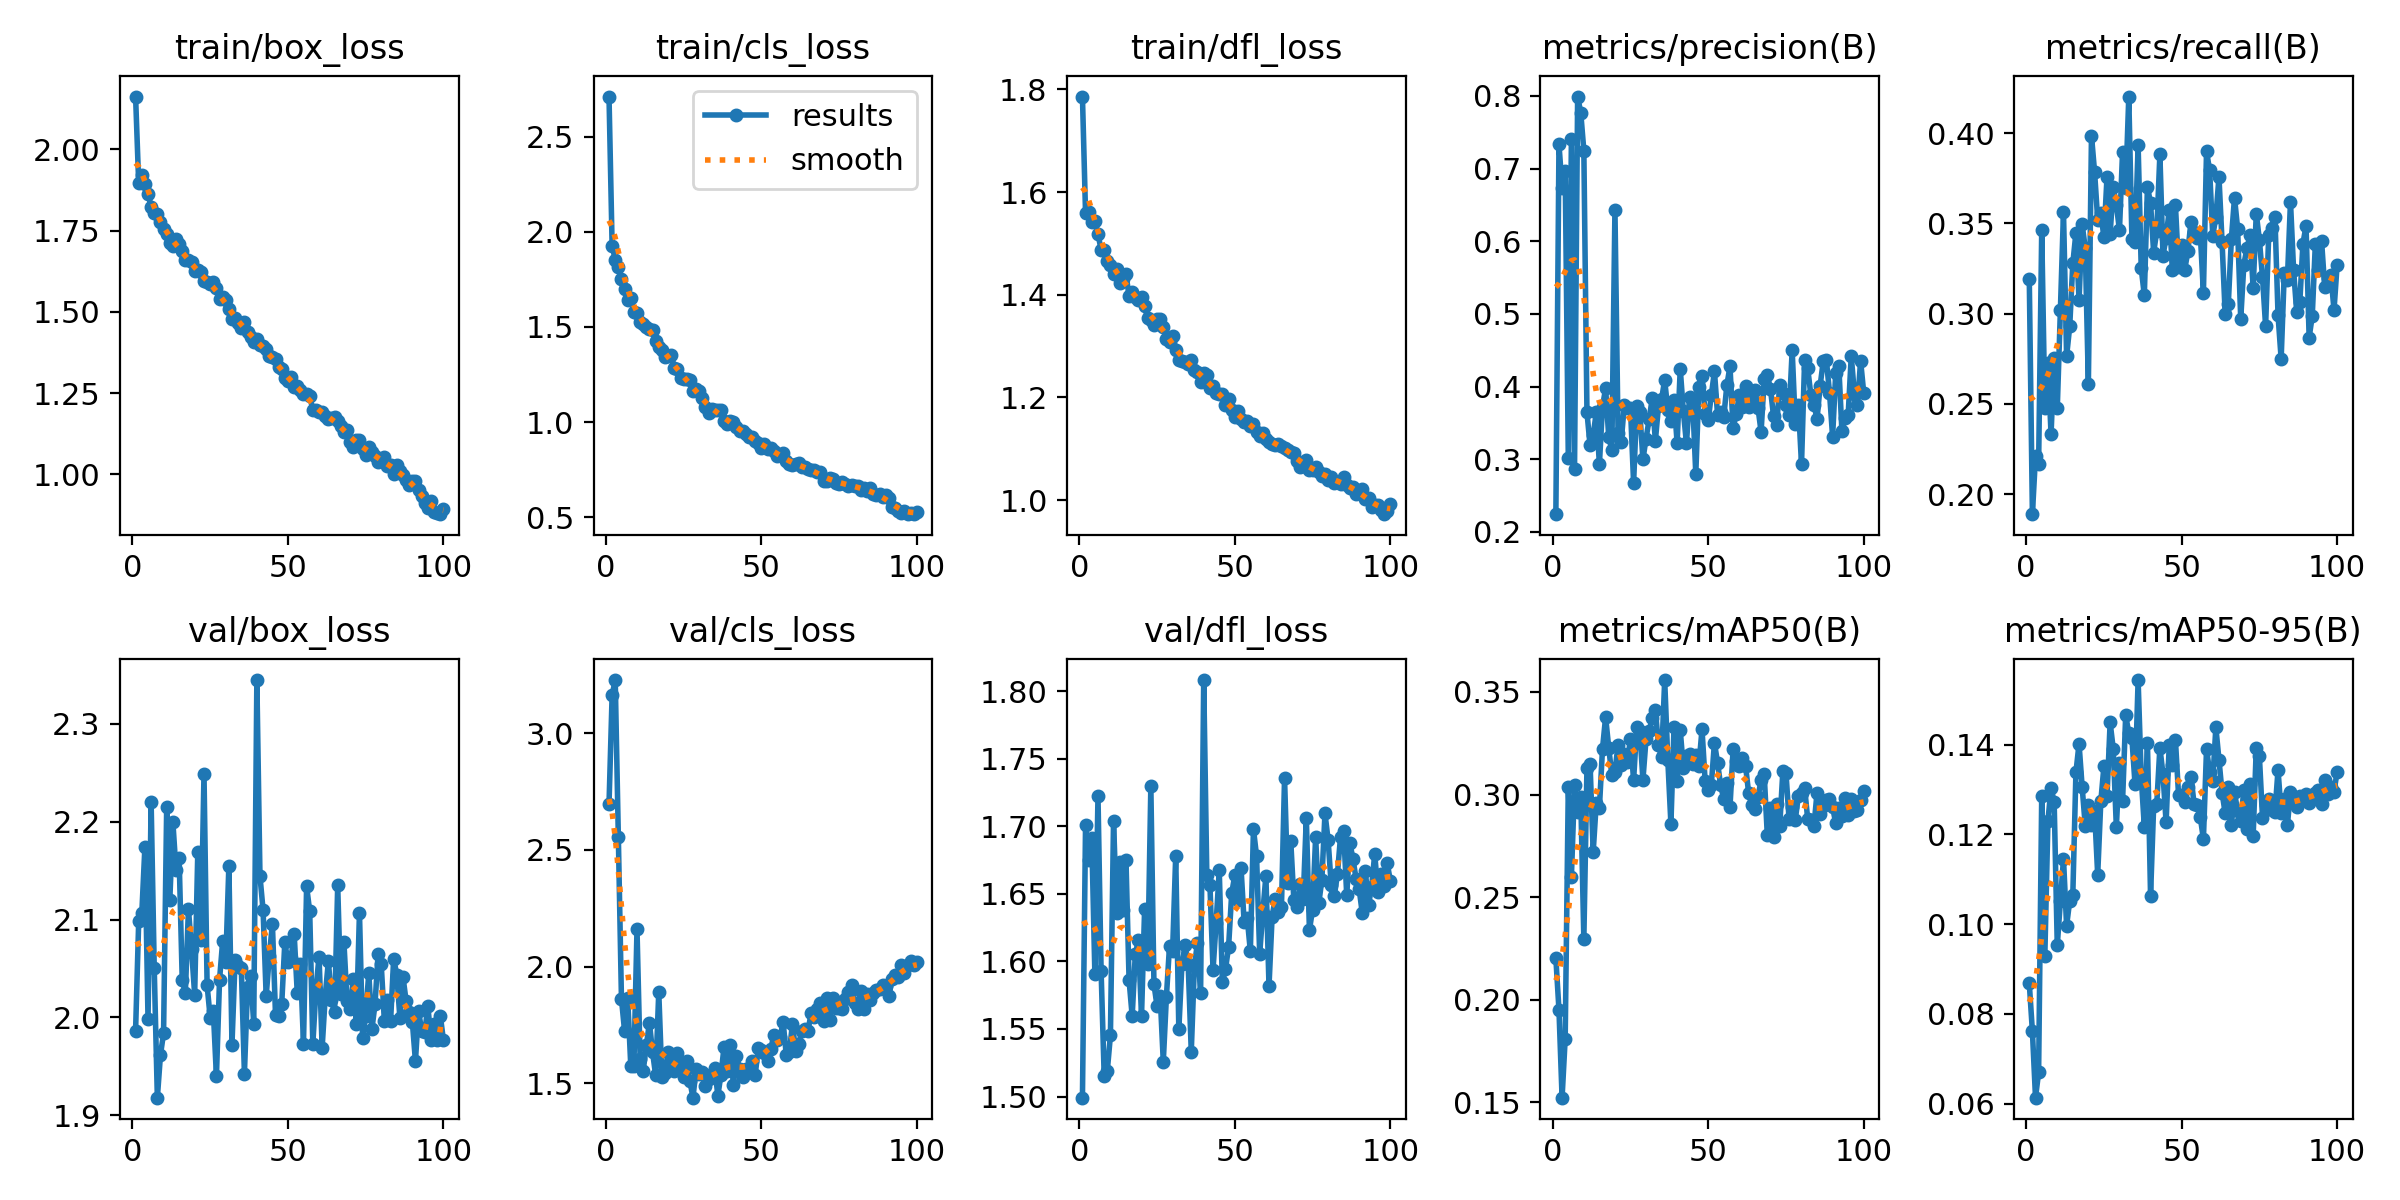 train/box_loss
2.00
1.75
1.50
1.25
1.00
0 50 100
train/cls_loss
results
smooth
2.5
2.0
1.5
1.0
0.5
0 50 100
train/dfl_loss
1.8
1.6
1.4
1.2
1.0
0 50 100
metrics/precision(B)
0.8
0.7
0.6
0.5
0.4
0.3
0.2
0 50 100
metrics/recall(B)
0.40
0.35
0.30
0.25
0.20
0 50 100
val/box_loss
2.3
2.2
2.1
2.0
1.9
0 50 100
val/cls_loss
3.0
2.5
2.0
1.5
0 50 100
val/dfl_loss
1.80
1.75
1.70
1.65
1.60
1.55
1.50
0 50 100
metrics/mAP50(B)
0.35
0.30
0.25
0.20
0.15
0 50 100
metrics/mAP50-95(B)
0.14
0.12
0.10
0.08
0.06
0 50 100